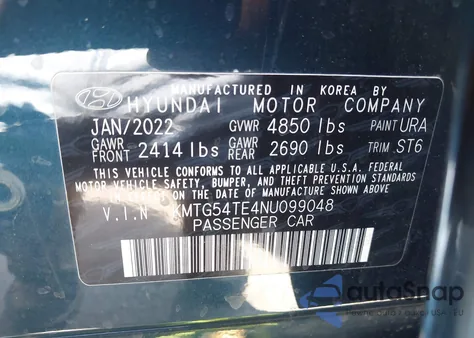 MANUFACTURED IN KOREA BY
HYUNDAI MOTOR COMPANY
JAN/2022 GVWR 4850 lbs PAINT URA
GAWR FRONT 2414 lbs GAWR REAR 2690 lbs TRIM ST6
THIS VEHICLE CONFORMS TO ALL APPLICABLE U.S.A. FEDERAL
MOTOR VEHICLE SAFETY, BUMPER, AND THEFT PREVENTION
STANDARDS IN EFFECT ON THE DATE OF MANUFACTURE SHOWN ABOVE.
V.I.N : KMTG54TE4NU099048
PASSENGER CAR
autoSnap